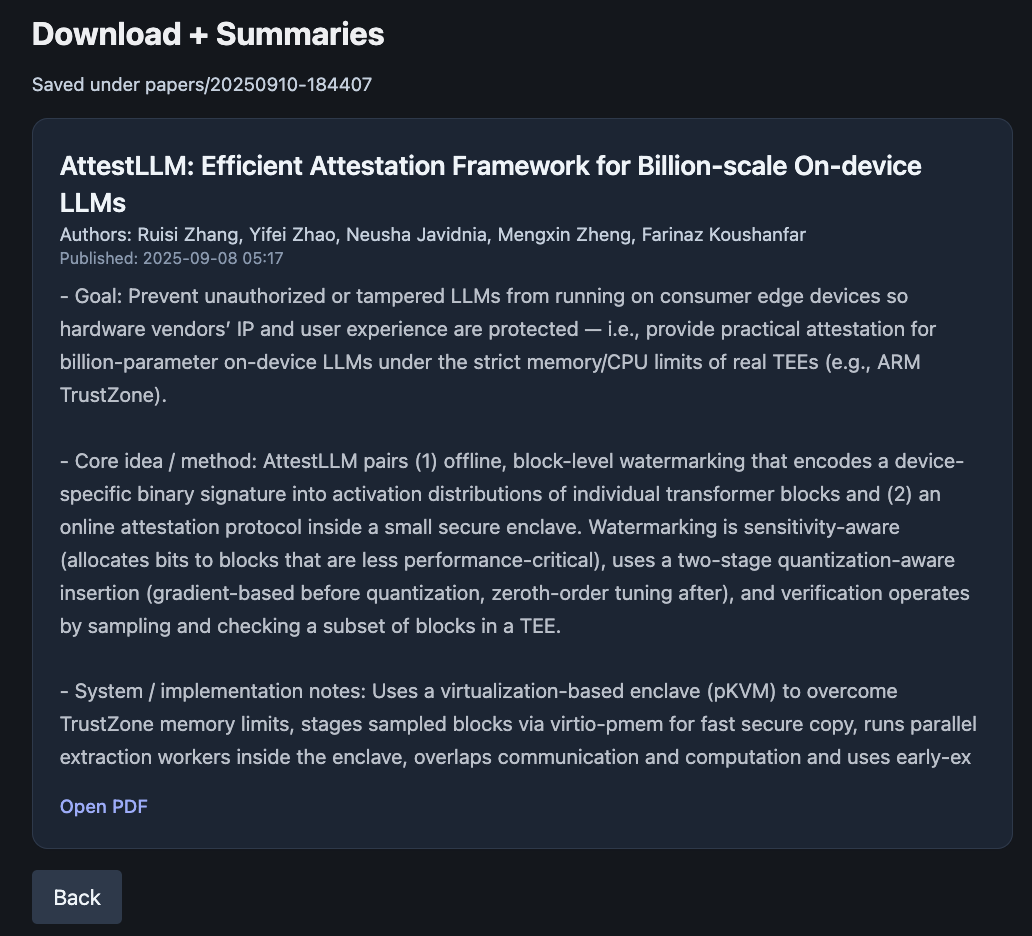 Download + Summaries
Saved under papers/20250910-184407
AttestLLM: Efficient Attestation Framework for Billion-scale On-device
LLMs
Authors: Ruisi Zhang, Yifei Zhao, Neusha Javidnia, Mengxin Zheng, Farinaz Koushanfar
Published: 2025-09-08 05:17
- Goal: Prevent unauthorized or tampered LLMs from running on consumer edge devices so
hardware vendors’ IP and user experience are protected — i.e., provide practical attestation for
billion-parameter on-device LLMs under the strict memory/CPU limits of real TEEs (e.g., ARM
TrustZone).
- Core idea / method: AttestLLM pairs (1) offline, block-level watermarking that encodes a device-
specific binary signature into activation distributions of individual transformer blocks and (2) an
online attestation protocol inside a small secure enclave. Watermarking is sensitivity-aware
(allocates bits to blocks that are less performance-critical), uses a two-stage quantization-aware
insertion (gradient-based before quantization, zeroth-order tuning after), and verification operates
by sampling and checking a subset of blocks in a TEE.
- System / implementation notes: Uses a virtualization-based enclave (pKVM) to overcome
TrustZone memory limits, stages sampled blocks via virtio-pmem for fast secure copy, runs parallel
extraction workers inside the enclave, overlaps communication and computation and uses early-ex
Open PDF
Back